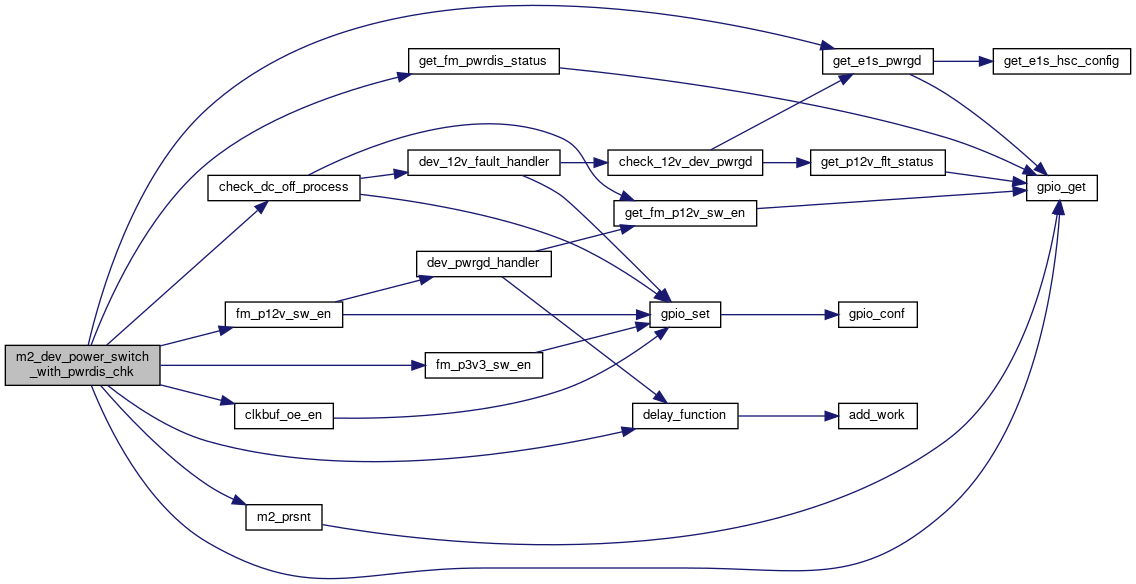 get_e1s_pwrgd
get_e1s_hsc_config
get_fm_pwrdis_status
dev_12v_fault_handler
check_12v_dev_pwrgd
get_p12v_flt_status
check_dc_off_process
gpio_get
get_fm_p12v_sw_en
dev_pwrgd_handler
fm_p12v_sw_en
gpio_set
gpio_conf
m2_dev_power_switch
_with_pwrdis_chk
fm_p3v3_sw_en
clkbuf_oe_en
delay_function
add_work
m2_prsnt